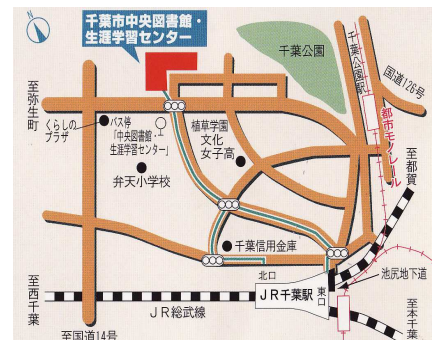 千葉市中央図書館・
生涯学習センター
千葉公園
千葉公園駅
国道126号
至弥生町
くらしの
プラザ
バス停
「中央図書館・
生涯学習センター」
植草学園
文化
女子高
都市モノレール
至都賀
弁天小学校
千葉信用金庫
池尻地下道
北口
JR千葉駅
東口
至西千葉
JR総武線
至本千葉
至国道14号